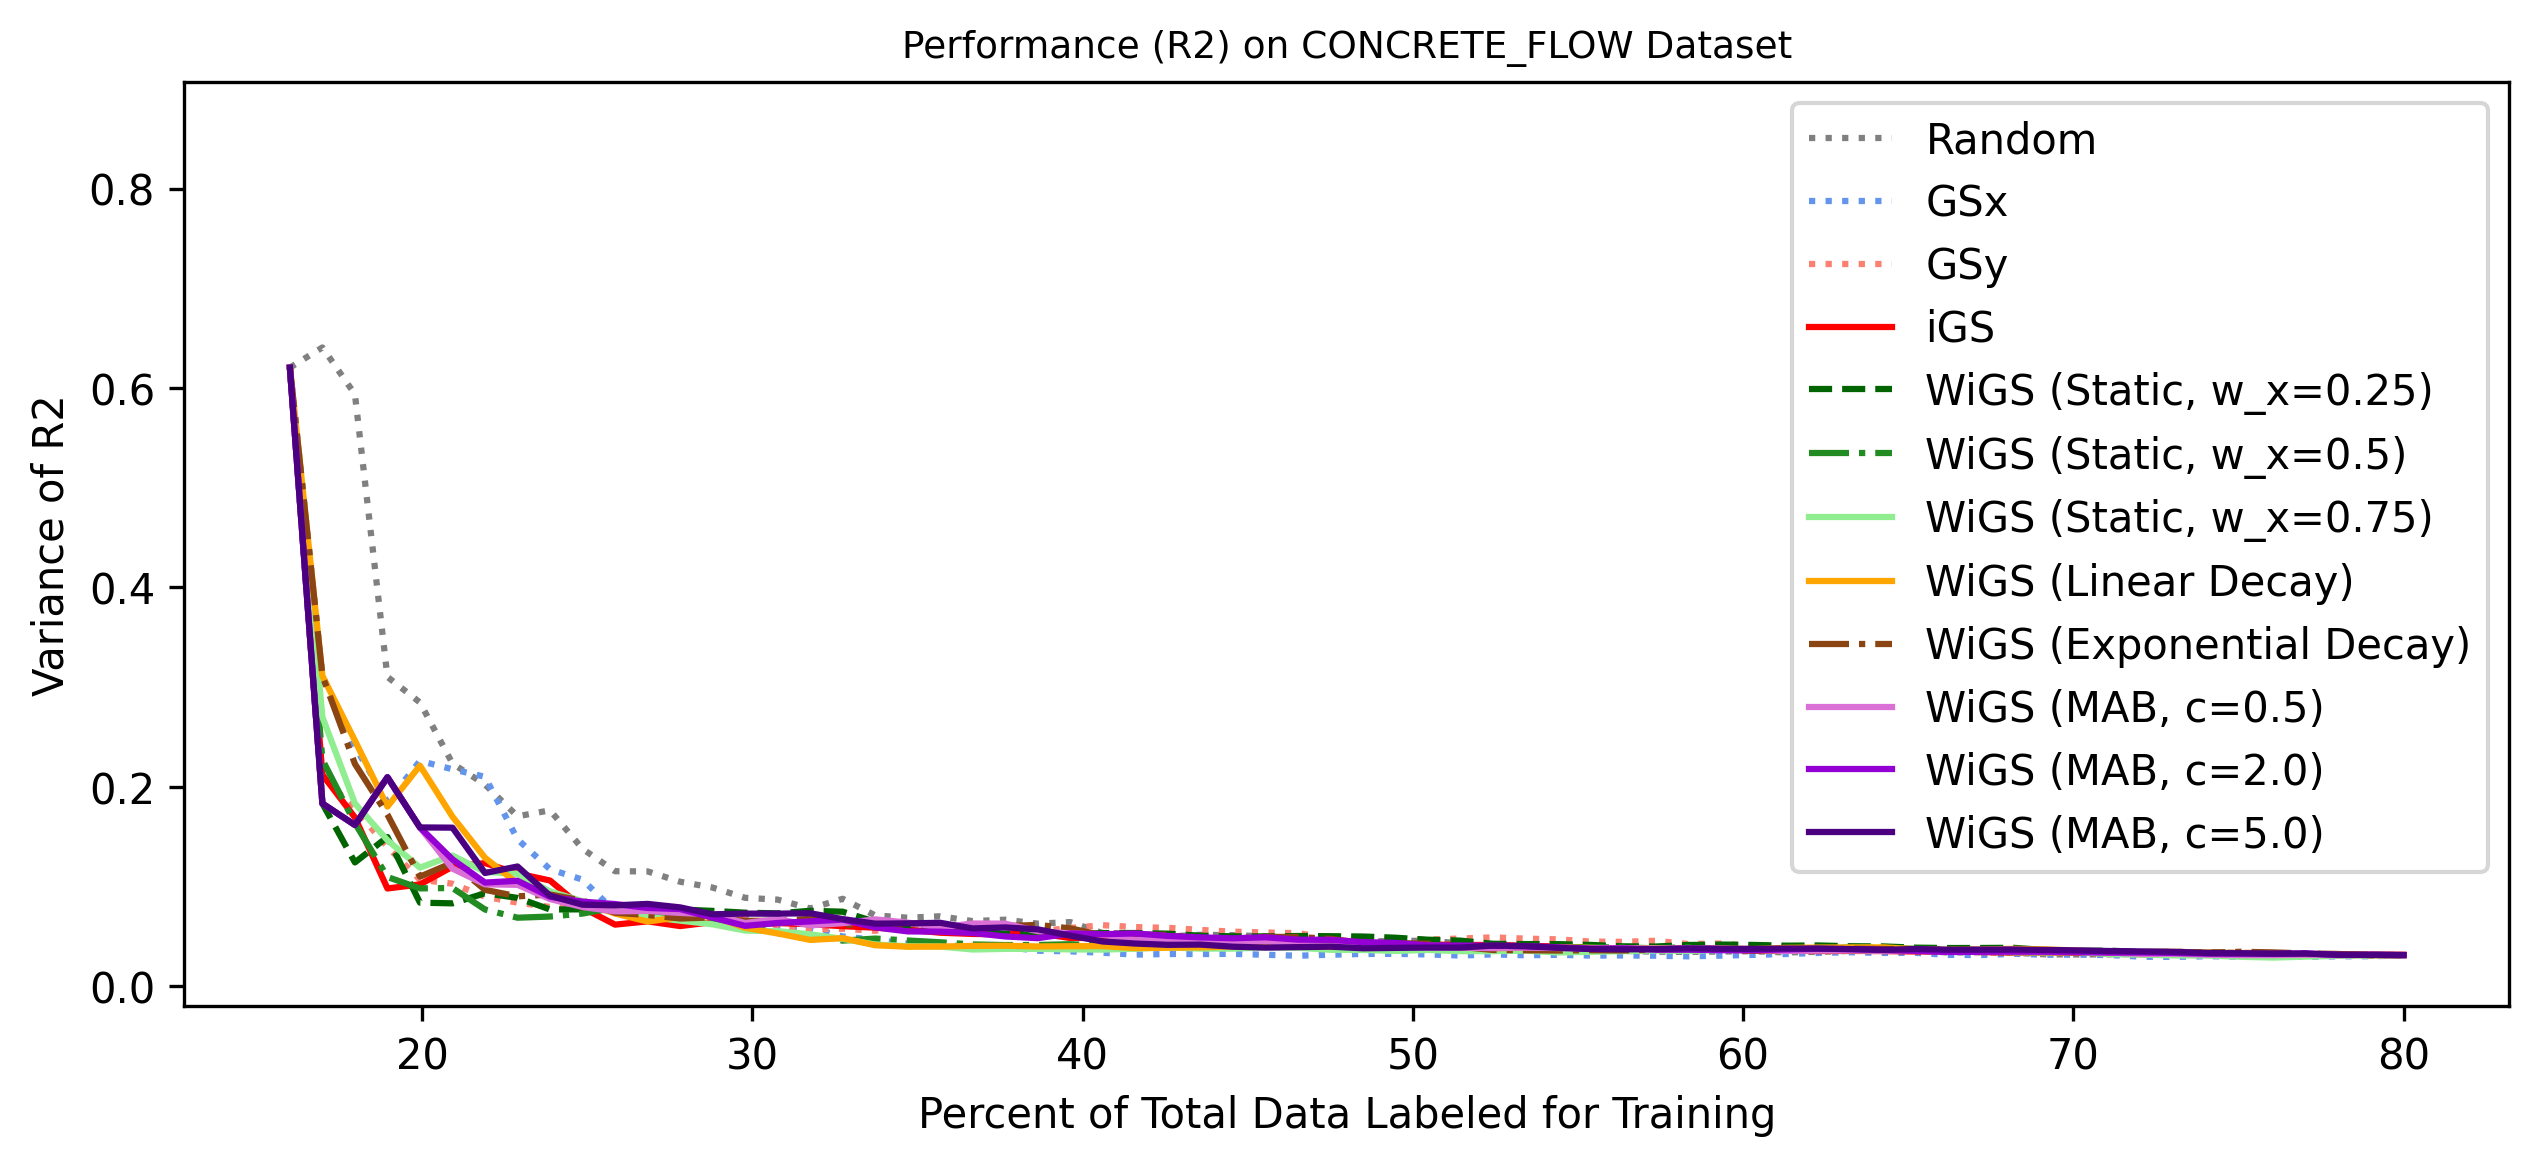 Performance (R2) on CONCRETE_FLOW Dataset
Variance of R2
0.8
0.6
0.4
0.2
0.0
20 30 40 50 60 70 80
Percent of Total Data Labeled for Training
Random
GSx
GSy
iGS
WiGS (Static, w_x=0.25)
WiGS (Static, w_x=0.5)
WiGS (Static, w_x=0.75)
WiGS (Linear Decay)
WiGS (Exponential Decay)
WiGS (MAB, c=0.5)
WiGS (MAB, c=2.0)
WiGS (MAB, c=5.0)